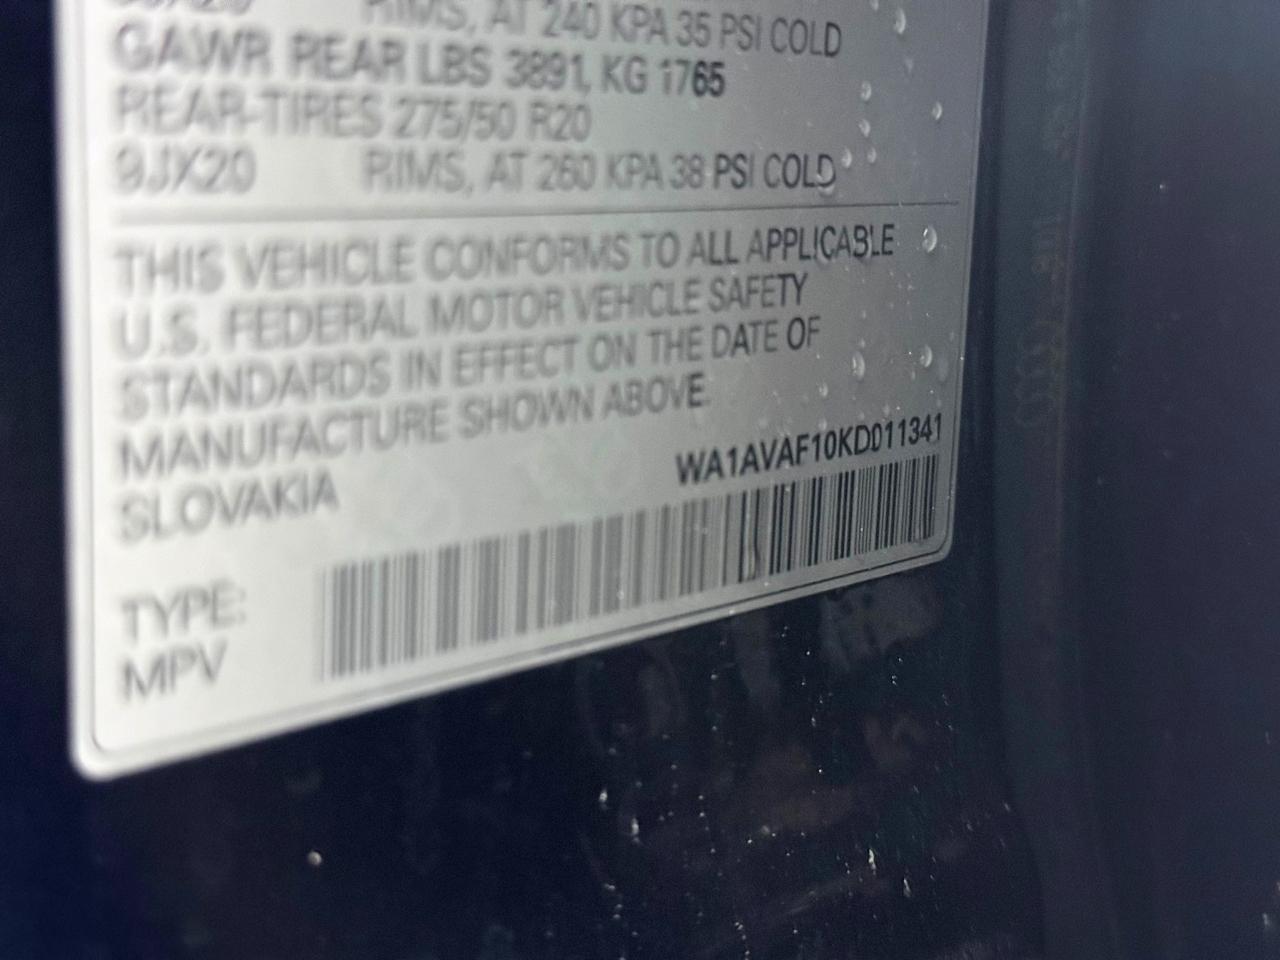 RIMS, AT 240 KPA 35 PSI COLD
GAWR REAR LBS 3891, KG 1765
REAR-TIRES 275/50 R20
9JX20 RIMS, AT 260 KPA 38 PSI COLD
THIS VEHICLE CONFORMS TO ALL APPLICABLE
U.S. FEDERAL MOTOR VEHICLE SAFETY
STANDARDS IN EFFECT ON THE DATE OF
MANUFACTURE SHOWN ABOVE.
WA1AVAF10KD011341
SLOVAKIA
TYPE:
MPV